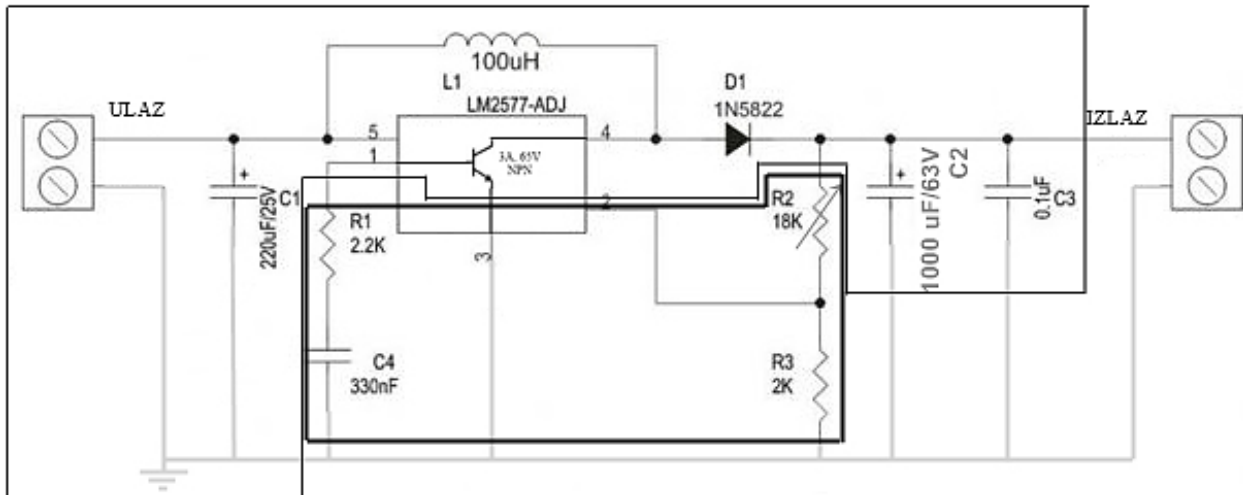 100uH
L1
LM2577-ADJ
D1
1N5822
ULAZ
IZLAZ
5
4
1
3A, 65V
NPN
2
3
+
C1
220uF/25V
R1
2.2K
R2
18K
+
1000 uF/63V
C2
0.1uF
C3
C4
330nF
R3
2K